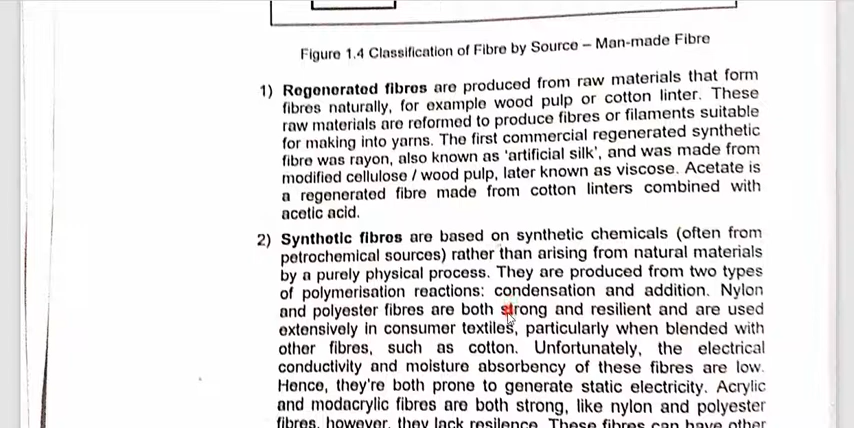 Figure 1.4 Classification of Fibre by Source – Man-made Fibre
1) Regenerated fibres are produced from raw materials that form
fibres naturally, for example wood pulp or cotton linter. These
raw materials are reformed to produce fibres or filaments suitable
for making into yarns. The first commercial regenerated synthetic
fibre was rayon, also known as 'artificial silk', and was made from
modified cellulose / wood pulp, later known as viscose. Acetate is
a regenerated fibre made from cotton linters combined with
acetic acid.
2) Synthetic fibres are based on synthetic chemicals (often from
petrochemical sources) rather than arising from natural materials
by a purely physical process. They are produced from two types
of polymerisation reactions: condensation and addition. Nylon
and polyester fibres are both strong and resilient and are used
extensively in consumer textiles, particularly when blended with
other fibres, such as cotton. Unfortunately, the electrical
conductivity and moisture absorbency of these fibres are low.
Hence, they're both prone to generate static electricity. Acrylic
and modacrylic fibres are both strong, like nylon and polyester
fibres, however, they lack resilence. These fibres can have other